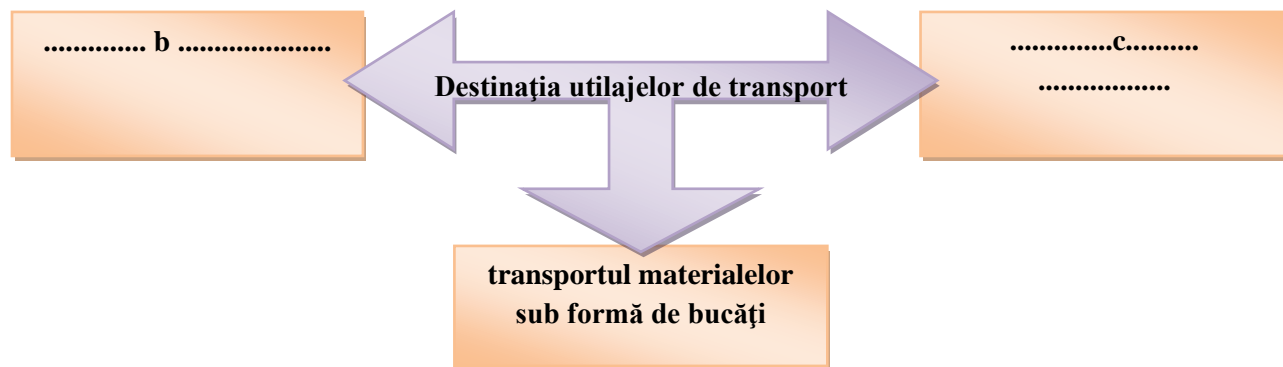 ............... b ......................
...............c..........
...................
Destinaţia utilajelor de transport
transportul materialelor
sub formă de bucăţi